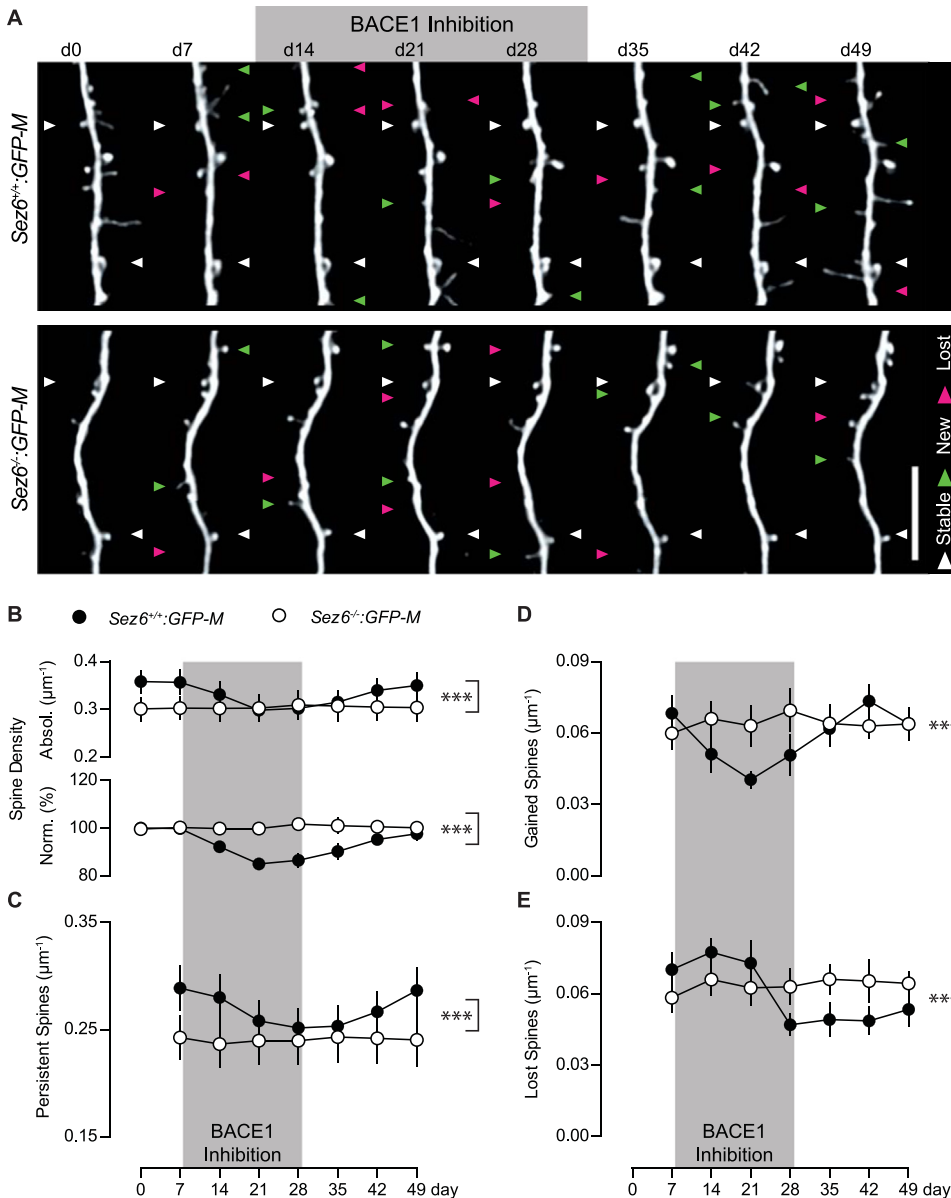 A
BACE1 Inhibition
d0 d7 d14 d21 d28 d35 d42 d49
Sez6+/+:GFP-M
Sez6-/-:GFP-M
Stable New Lost
B
Sez6+/+:GFP-M Sez6-/-:GFP-M
Spine Density
Absol. (µm⁻¹)
0.4
0.3
0.2
***
Norm. (%)
120
100
80
***
C
Persistent Spines (µm⁻¹)
0.35
0.25
0.15
***
BACE1
Inhibition
0 7 14 21 28 35 42 49 day
D
Gained Spines (µm⁻¹)
0.09
0.06
0.03
0.00
**
E
Lost Spines (µm⁻¹)
0.09
0.06
0.03
0.00
**
BACE1
Inhibition
0 7 14 21 28 35 42 49 day